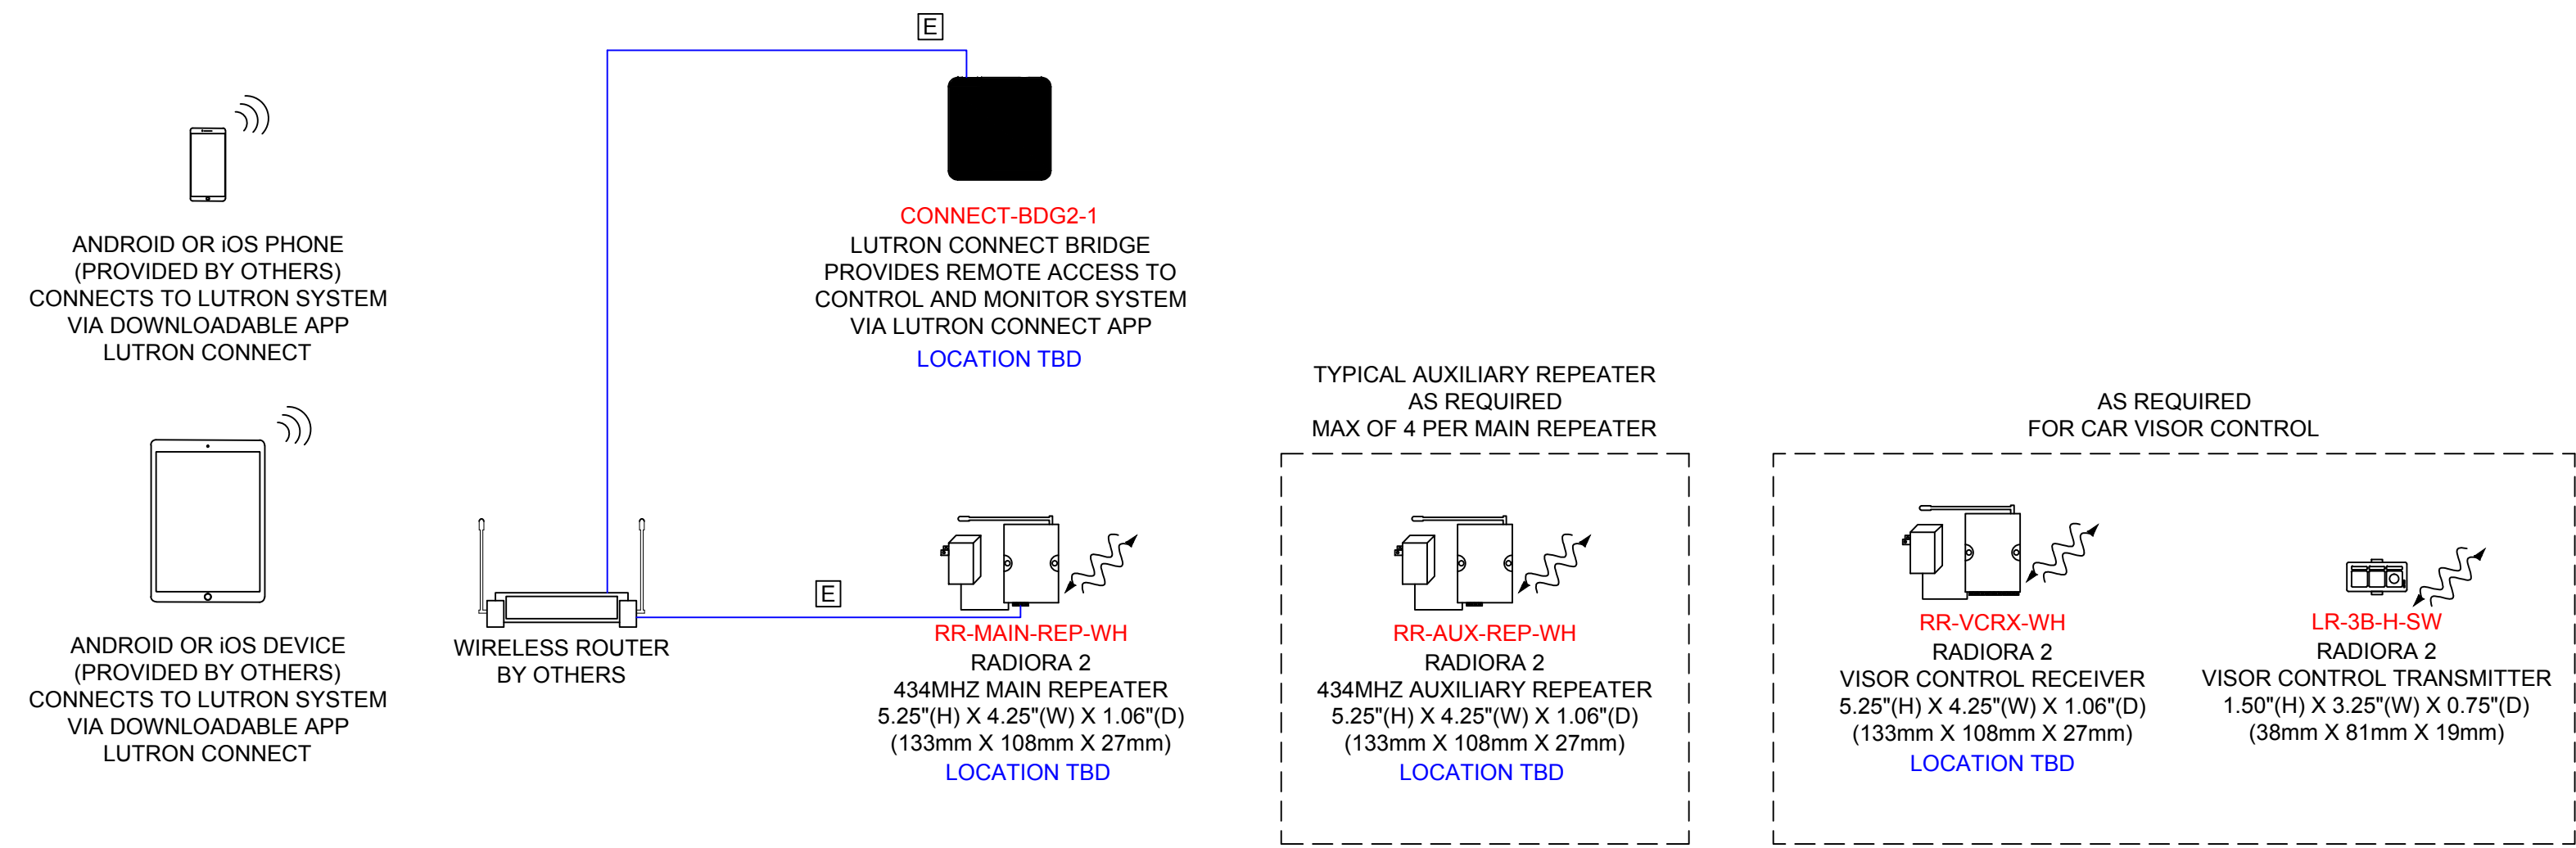 E
ANDROID OR iOS PHONE
(PROVIDED BY OTHERS)
CONNECTS TO LUTRON SYSTEM
VIA DOWNLOADABLE APP
LUTRON CONNECT
CONNECT-BDG2-1
LUTRON CONNECT BRIDGE
PROVIDES REMOTE ACCESS TO
CONTROL AND MONITOR SYSTEM
VIA LUTRON CONNECT APP
LOCATION TBD
ANDROID OR iOS DEVICE
(PROVIDED BY OTHERS)
CONNECTS TO LUTRON SYSTEM
VIA DOWNLOADABLE APP
LUTRON CONNECT
WIRELESS ROUTER
BY OTHERS
E
RR-MAIN-REP-WH
RADIORA 2
434MHZ MAIN REPEATER
5.25"(H) X 4.25"(W) X 1.06"(D)
(133mm X 108mm X 27mm)
LOCATION TBD
TYPICAL AUXILIARY REPEATER
AS REQUIRED
MAX OF 4 PER MAIN REPEATER
RR-AUX-REP-WH
RADIORA 2
434MHZ AUXILIARY REPEATER
5.25"(H) X 4.25"(W) X 1.06"(D)
(133mm X 108mm X 27mm)
LOCATION TBD
AS REQUIRED
FOR CAR VISOR CONTROL
RR-VCRX-WH
RADIORA 2
VISOR CONTROL RECEIVER
5.25"(H) X 4.25"(W) X 1.06"(D)
(133mm X 108mm X 27mm)
LOCATION TBD
LR-3B-H-SW
RADIORA 2
VISOR CONTROL TRANSMITTER
1.50"(H) X 3.25"(W) X 0.75"(D)
(38mm X 81mm X 19mm)